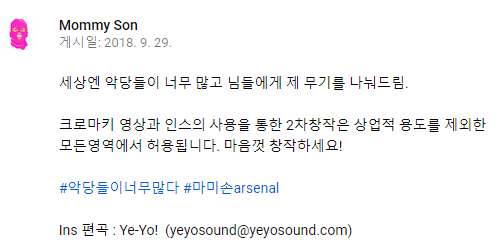 Mommy Son
게시일: 2018. 9. 29.
세상엔 악당들이 너무 많고 님들에게 제 무기를 나눠드림.
크로마키 영상과 인스의 사용을 통한 2차창작은 상업적 용도를 제외한
모든영역에서 허용됩니다. 마음껏 창작하세요!
#악당들이너무많다 #마미손arsenal
Ins 편곡 : Ye-Yo!  (yeyosound@yeyosound.com)